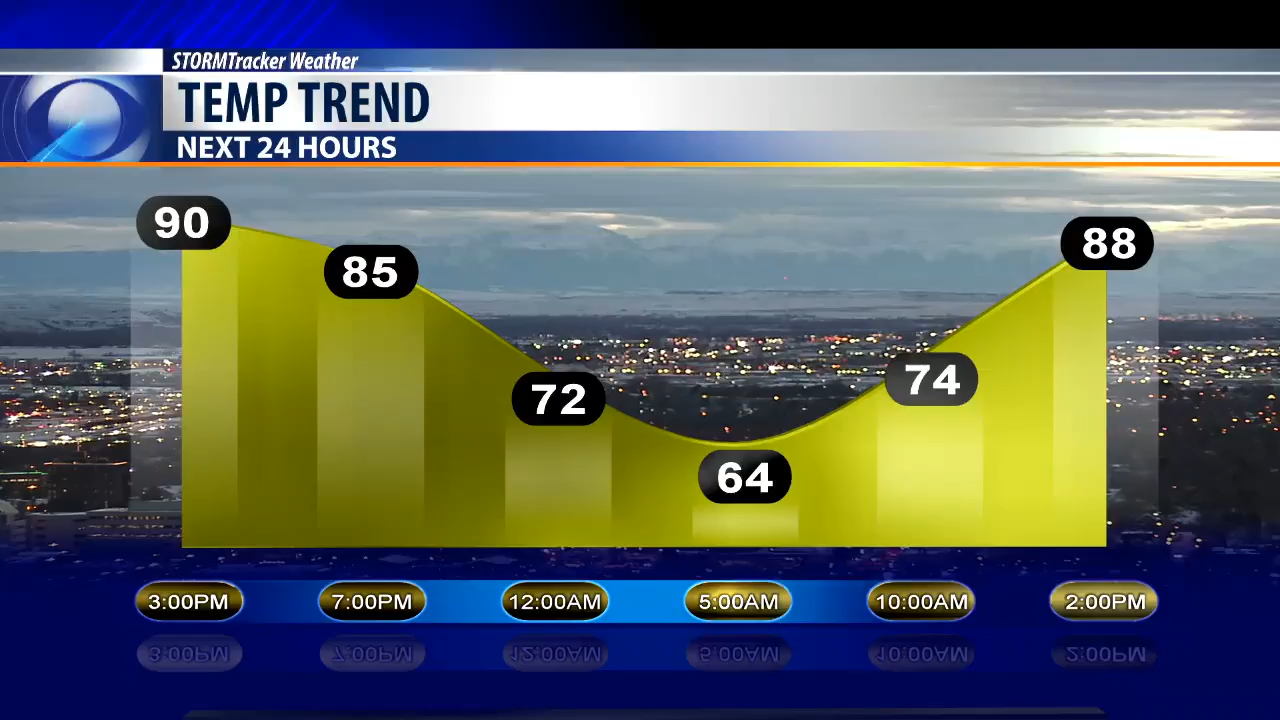 STORMTracker Weather
TEMP TREND
NEXT 24 HOURS
90
85
72
64
74
88
3:00PM
7:00PM
12:00AM
5:00AM
10:00AM
2:00PM